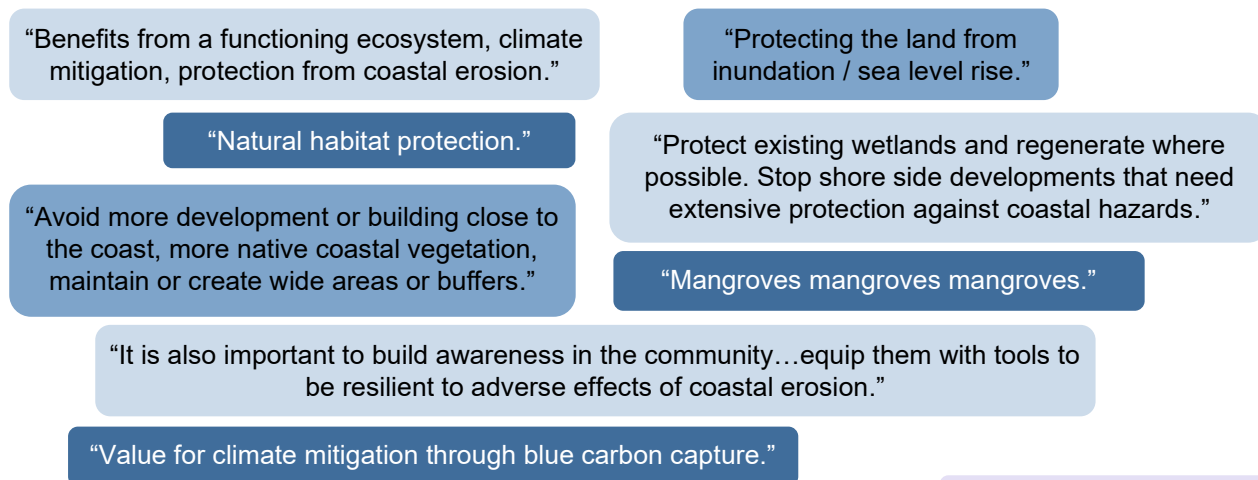 “Benefits from a functioning ecosystem, climate
mitigation, protection from coastal erosion.”
“Protecting the land from
inundation / sea level rise.”
“Natural habitat protection.”
“Protect existing wetlands and regenerate where
possible. Stop shore side developments that need
extensive protection against coastal hazards.”
“Avoid more development or building close to
the coast, more native coastal vegetation,
maintain or create wide areas or buffers.”
“Mangroves mangroves mangroves.”
“It is also important to build awareness in the community…equip them with tools to
be resilient to adverse effects of coastal erosion.”
“Value for climate mitigation through blue carbon capture.”